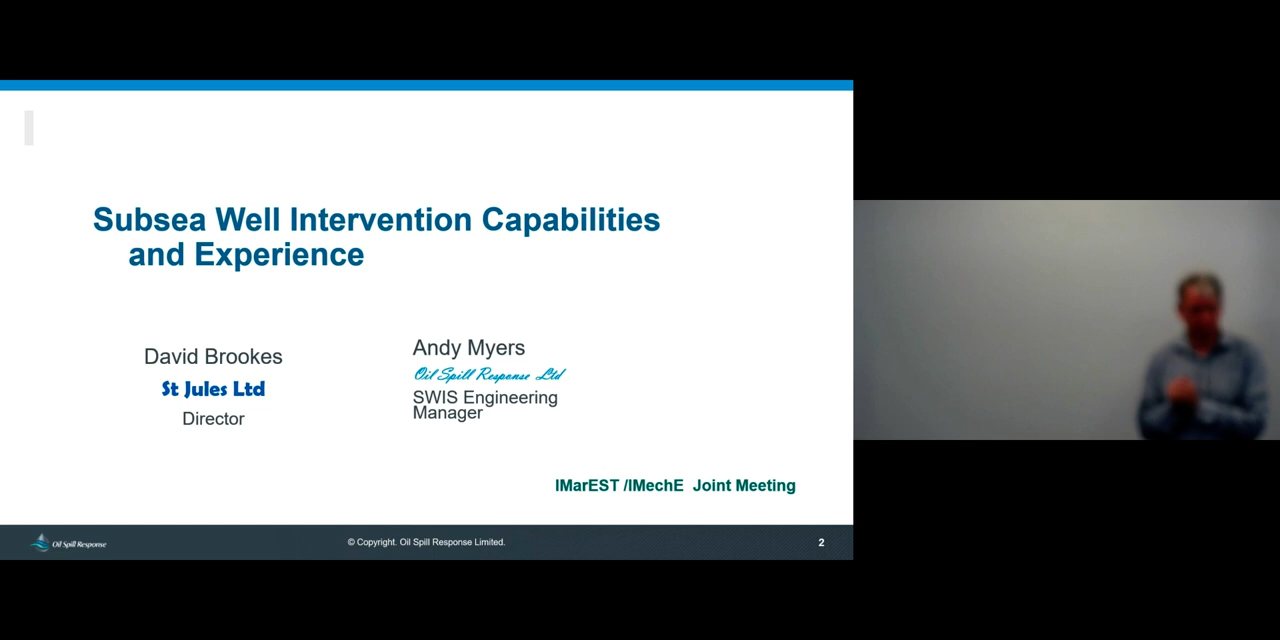 Subsea Well Intervention Capabilities
and Experience
David Brookes
St Jules Ltd
Director
Andy Myers
Oil Spill Response Ltd
SWIS Engineering
Manager
IMarEST /IMechE Joint Meeting
Oil Spill Response
© Copyright. Oil Spill Response Limited.
2